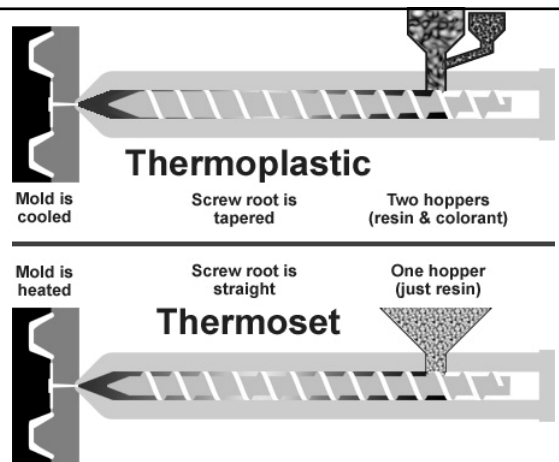 Thermoplastic
Mold is
cooled
Screw root is
tapered
Two hoppers
(resin & colorant)
Mold is
heated
Screw root is
straight
One hopper
(just resin)
Thermoset